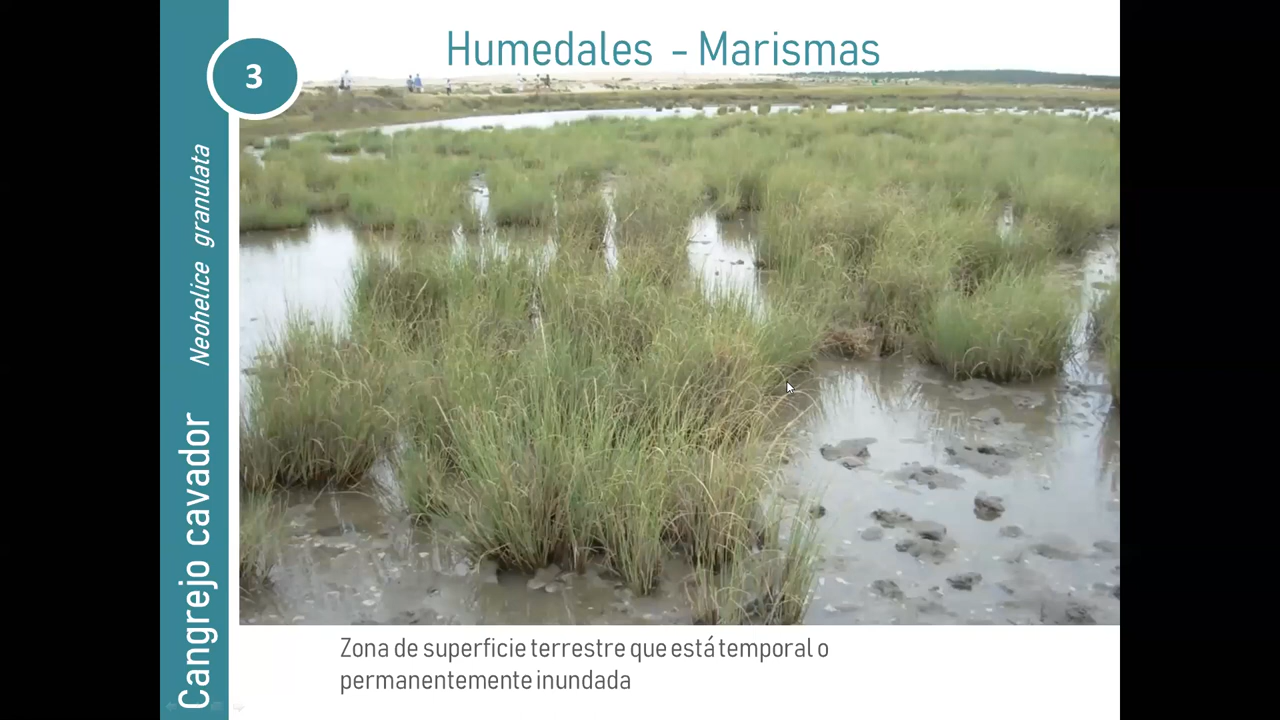 Humedales - Marismas
3
Cangrejo cavador Neohelice granulata
Zona de superficie terrestre que está temporal o
permanentemente inundada